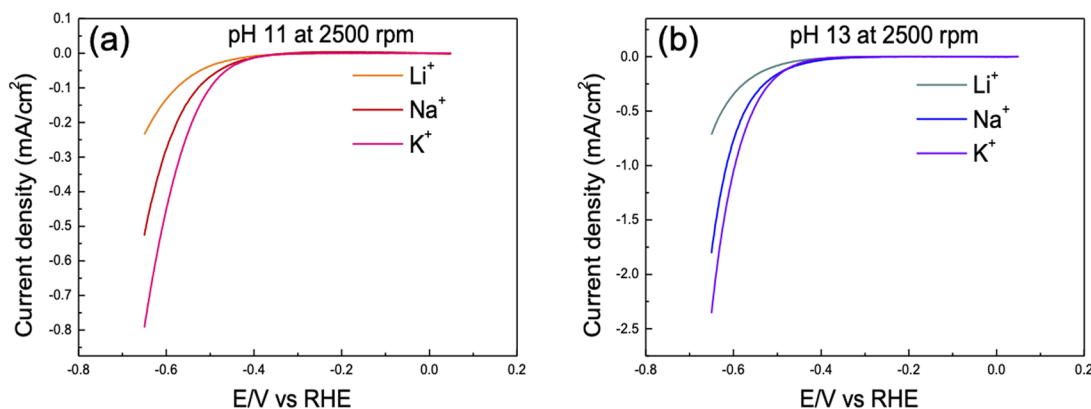 (a)
pH 11 at 2500 rpm
Li⁺
Na⁺
K⁺
Current density (mA/cm²)
0.1
0.0
-0.1
-0.2
-0.3
-0.4
-0.5
-0.6
-0.7
-0.8
-0.8 -0.6 -0.4 -0.2 0.0 0.2
E/V vs RHE
(b)
pH 13 at 2500 rpm
Li⁺
Na⁺
K⁺
Current density (mA/cm²)
0.0
-0.5
-1.0
-1.5
-2.0
-2.5
-0.8 -0.6 -0.4 -0.2 0.0 0.2
E/V vs RHE